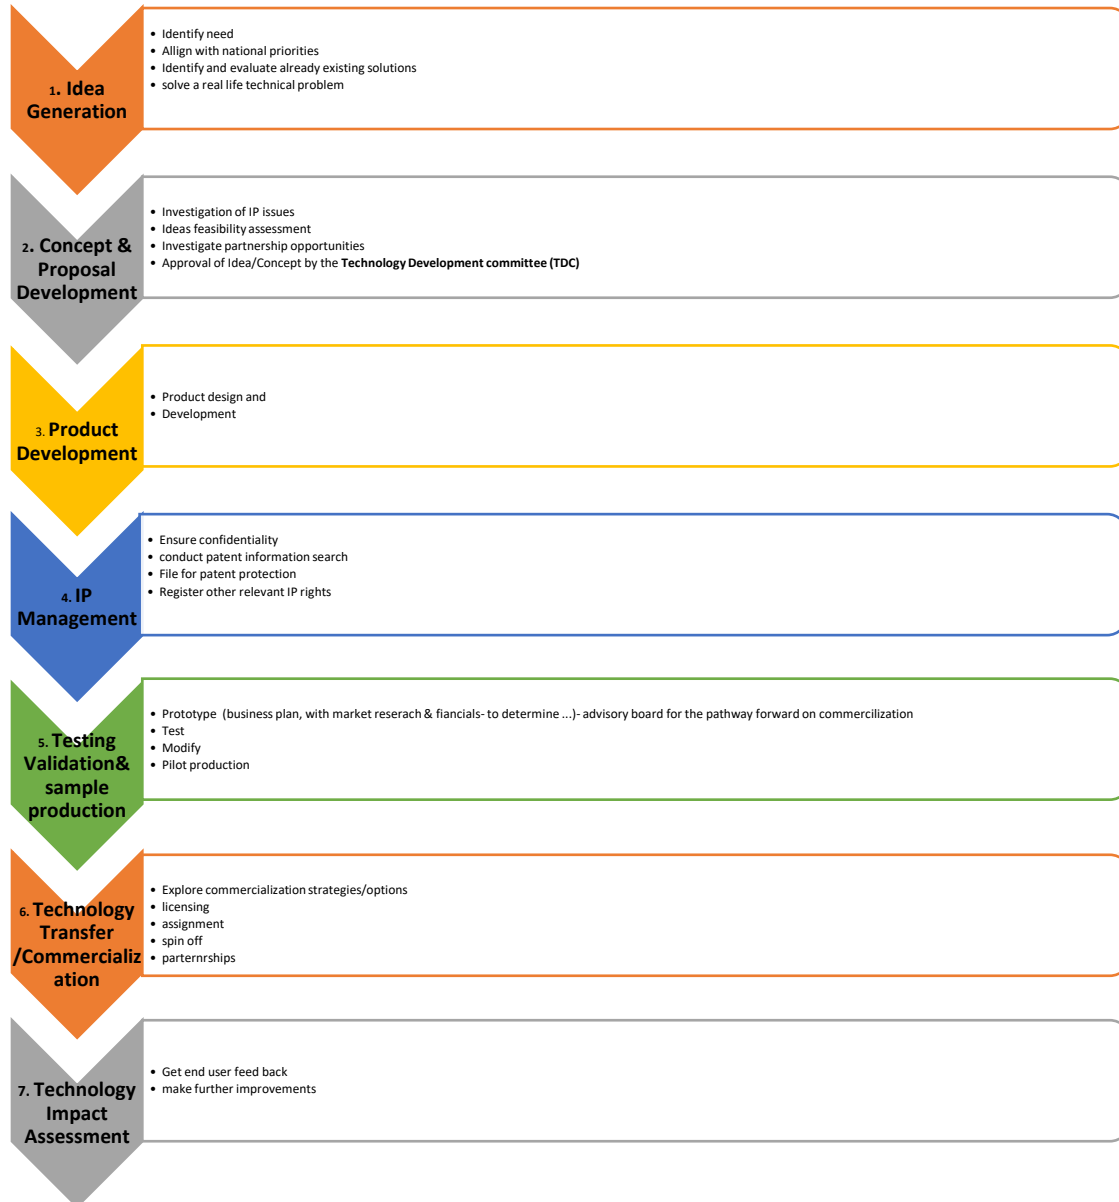 1. Idea
Generation
• Identify need
• Allign with national priorities
• Identify and evaluate already existing solutions
• solve a real life technical problem
2. Concept &
Proposal
Development
• Investigation of IP issues
• Ideas feasibility assessment
• Investigate partnership opportunities
• Approval of Idea/Concept by the Technology Development committee (TDC)
3. Product
Development
• Product design and
• Development
4. IP
Management
• Ensure confidentiality
• conduct patent information search
• File for patent protection
• Register other relevant IP rights
5. Testing
Validation&
sample
production
• Prototype (business plan, with market reserach & fiancials- to determine ...)- advisory board for the pathway forward on commercilization
• Test
• Modify
• Pilot production
6. Technology
Transfer
/Commercializ
ation
• Explore commercialization strategies/options
• licensing
• assignment
• spin off
• parternrships
7. Technology
Impact
Assessment
• Get end user feed back
• make further improvements